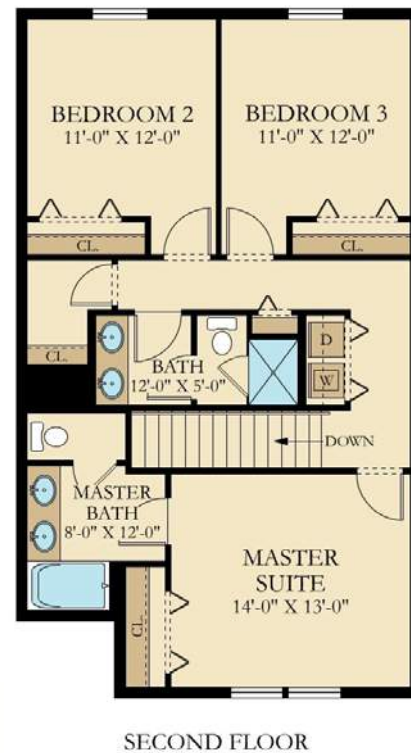 BEDROOM 2
11'-0" X 12'-0"
BEDROOM 3
11'-0" X 12'-0"
CL.
CL.
CL.
BATH
12'-0" X 5'-0"
D
W
DOWN
MASTER
BATH
8'-0" X 12'-0"
MASTER
SUITE
14'-0" X 13'-0"
CL.
SECOND FLOOR